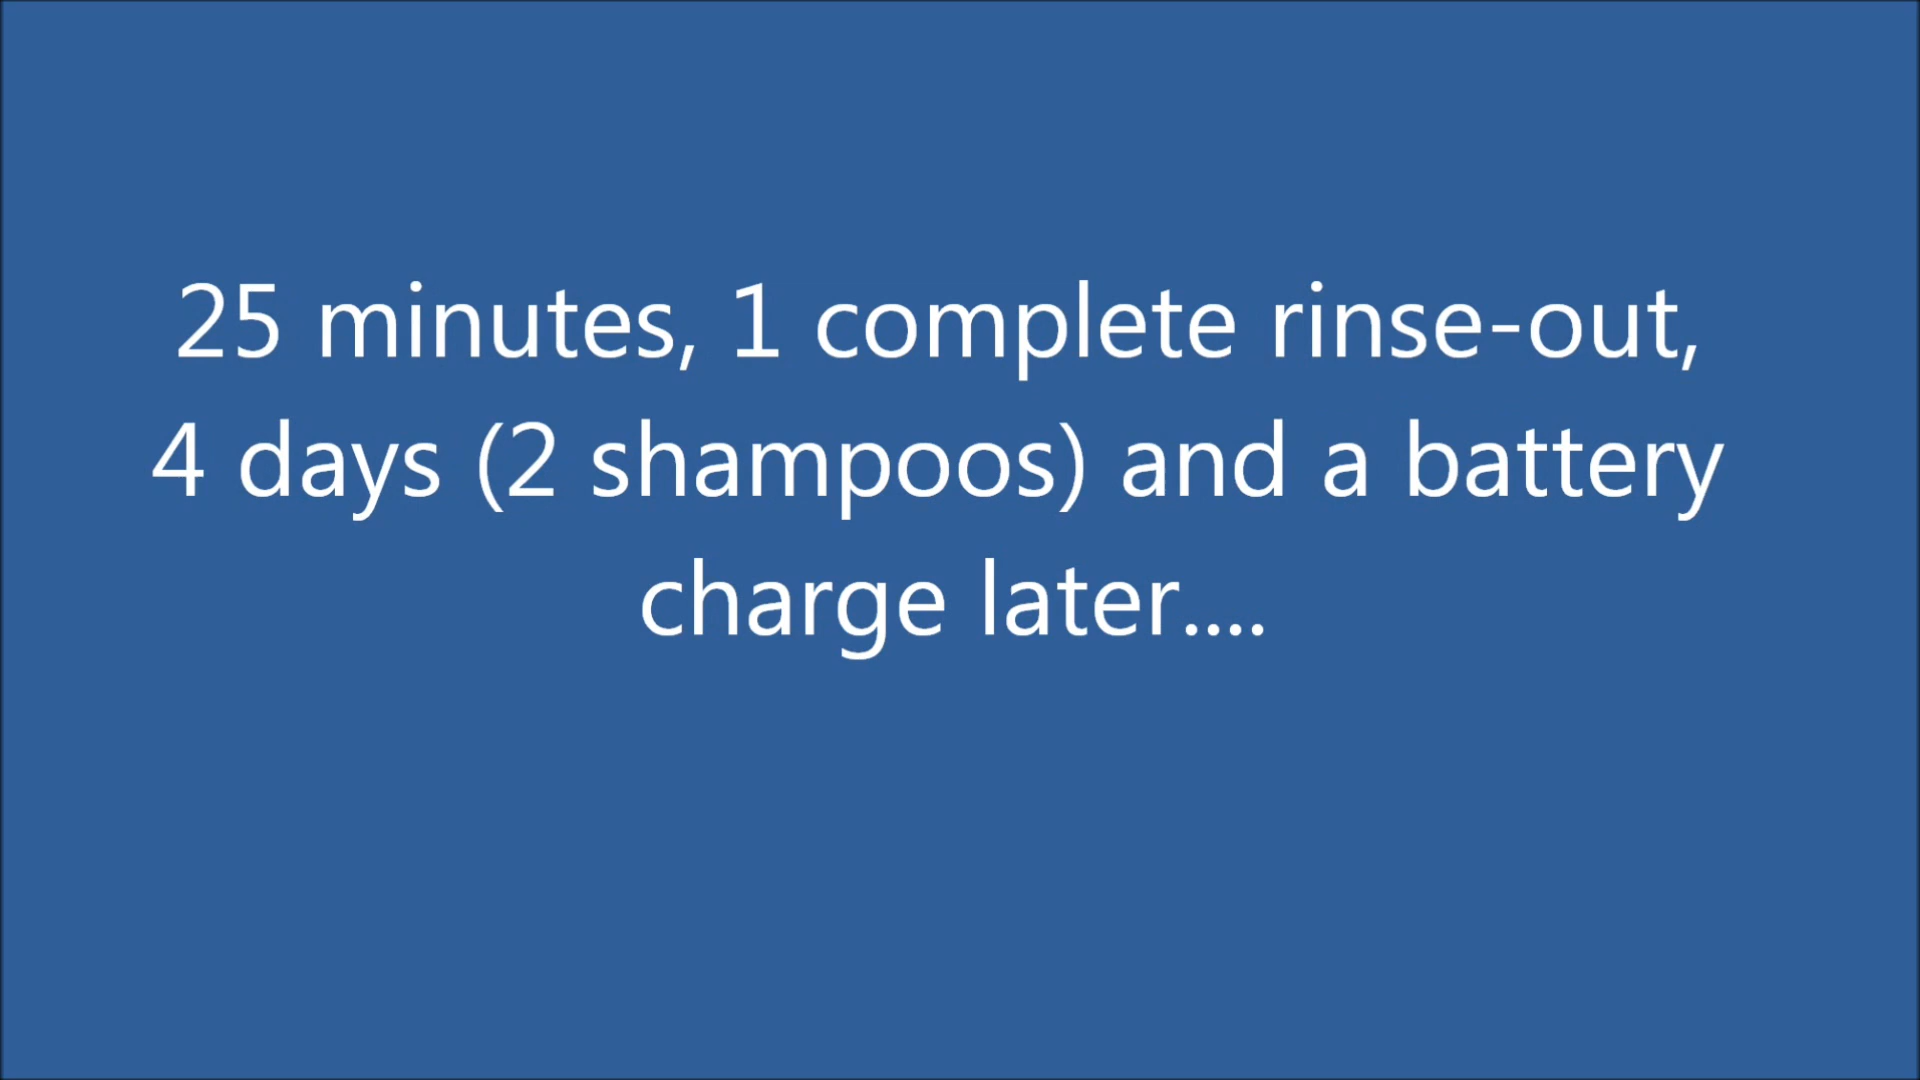 25 minutes, 1 complete rinse-out,
4 days (2 shampoos) and a battery
charge later....